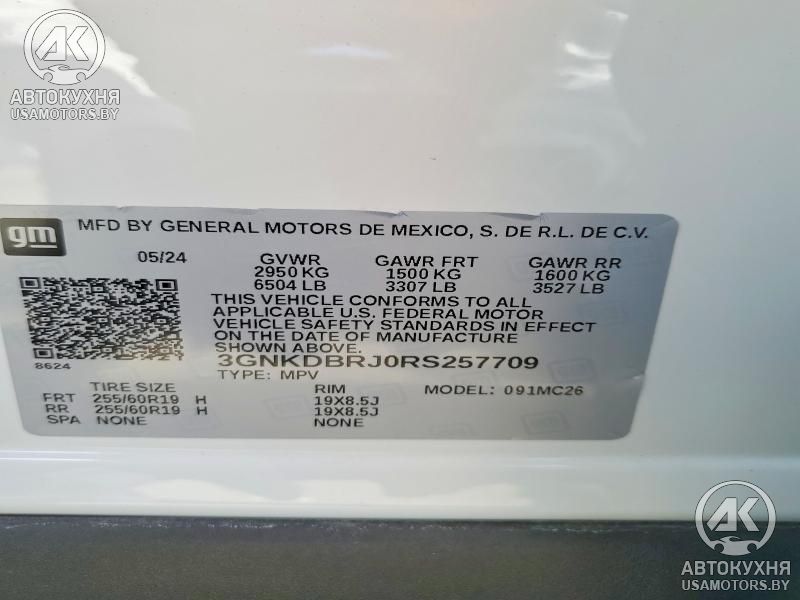 AK
АВТОКУХНЯ
USAMOTORS.BY
gm
MFD BY GENERAL MOTORS DE MEXICO, S. DE R.L. DE C.V.
05/24 GVWR GAWR FRT GAWR RR
2950 KG 1500 KG 1600 KG
6504 LB 3307 LB 3527 LB
THIS VEHICLE CONFORMS TO ALL
APPLICABLE U.S. FEDERAL MOTOR
VEHICLE SAFETY STANDARDS IN EFFECT
ON THE DATE OF MANUFACTURE
SHOWN ABOVE.
8624
3GNKDBRJ0RS257709
TYPE: MPV
TIRE SIZE RIM MODEL: 091MC26
FRT 255/60R19 H 19X8.5J
RR 255/60R19 H 19X8.5J
SPA NONE NONE
AK
АВТОКУХНЯ
USAMOTORS.BY